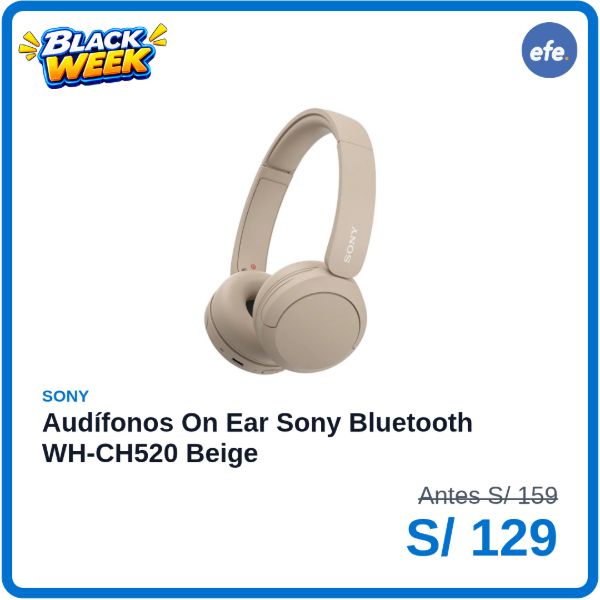 BLACK
WEEK
efe.
SONY
SONY
Audífonos On Ear Sony Bluetooth
WH-CH520 Beige
Antes S/ 159
S/ 129